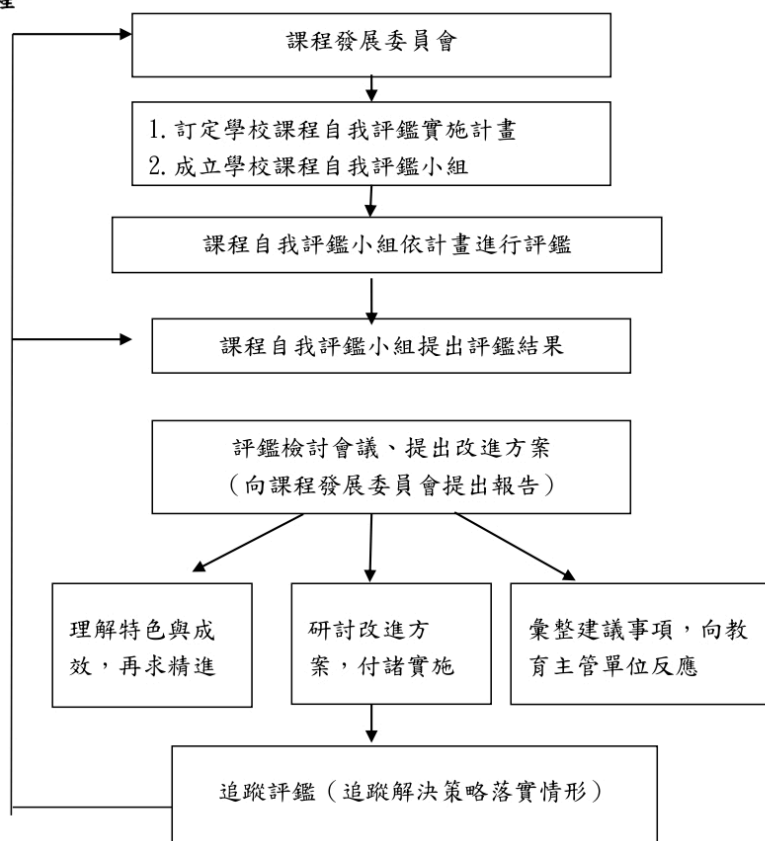 課程發展委員會
1. 訂定學校課程自我評鑑實施計畫
2. 成立學校課程自我評鑑小組
課程自我評鑑小組依計畫進行評鑑
課程自我評鑑小組提出評鑑結果
評鑑檢討會議、提出改進方案
（向課程發展委員會提出報告）
理解特色與成
效，再求精進
研討改進方
案，付諸實施
彙整建議事項，向教
育主管單位反應
追蹤評鑑（追蹤解決策略落實情形）